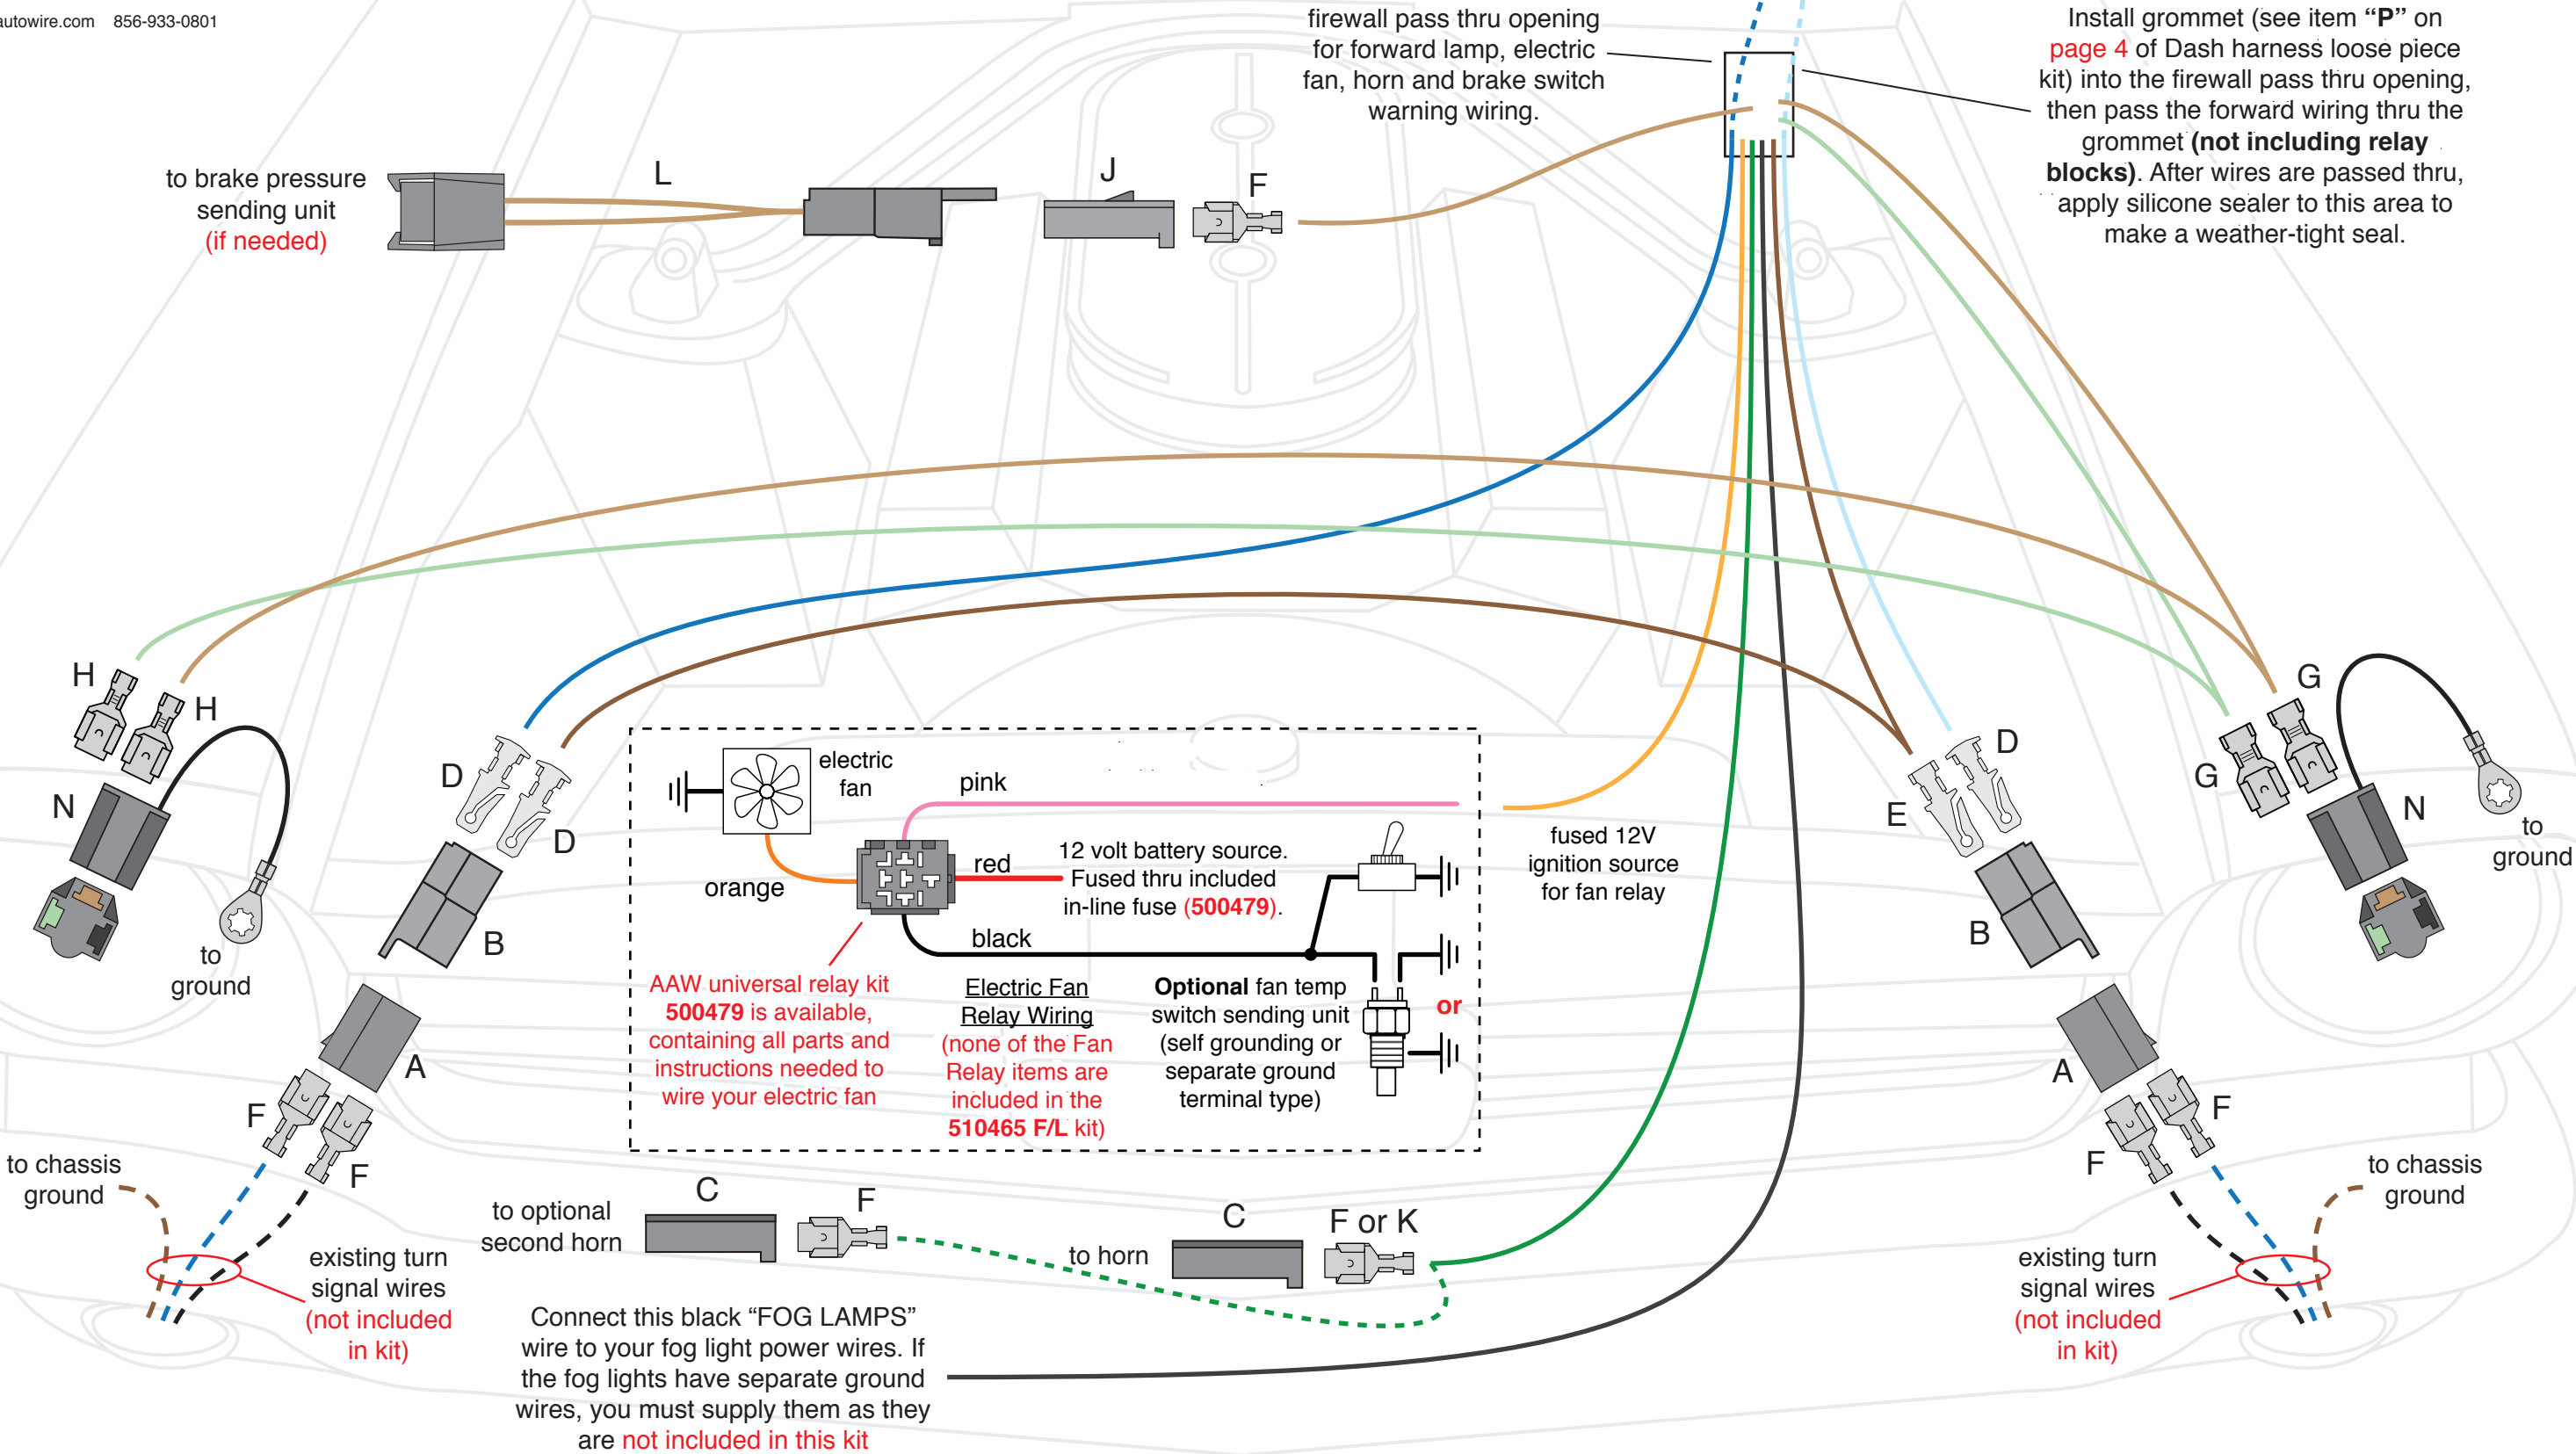 autowire.com 856-933-0801
firewall pass thru opening
for forward lamp, electric
fan, horn and brake switch
warning wiring.
Install grommet (see item “P” on
page 4 of Dash harness loose piece
kit) into the firewall pass thru opening,
then pass the forward wiring thru the
grommet (not including relay
blocks). After wires are passed thru,
apply silicone sealer to this area to
make a weather-tight seal.
to brake pressure
sending unit
(if needed)
L
J
F
H
H
N
to
ground
D
D
B
A
F
F
to chassis
ground
existing turn
signal wires
(not included
in kit)
electric
fan
pink
orange
red
12 volt battery source.
Fused thru included
in-line fuse (500479).
black
AAW universal relay kit
500479 is available,
containing all parts and
instructions needed to
wire your electric fan
Electric Fan
Relay Wiring
(none of the Fan
Relay items are
included in the
510465 F/L kit)
Optional fan temp
switch sending unit
(self grounding or
separate ground
terminal type)
or
fused 12V
ignition source
for fan relay
D
E
B
G
G
N
to
ground
A
F
F
to chassis
ground
existing turn
signal wires
(not included
in kit)
to optional
second horn
C
F
to horn
C
F or K
Connect this black “FOG LAMPS”
wire to your fog light power wires. If
the fog lights have separate ground
wires, you must supply them as they
are not included in this kit